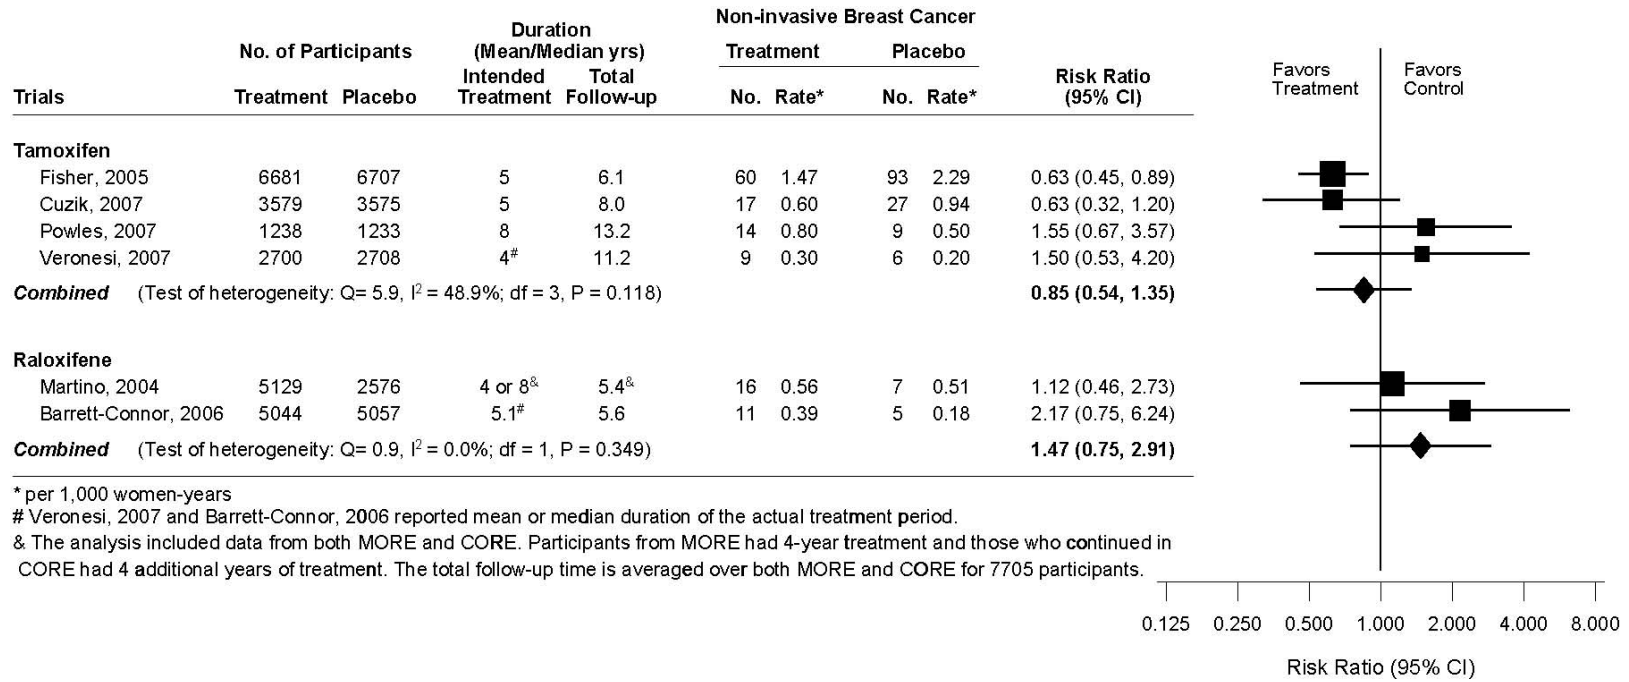 Non-invasive Breast Cancer
Duration
No. of Participants (Mean/Median yrs) Treatment Placebo
Intended Total Risk Ratio
Trials Treatment Placebo Treatment Follow-up No. Rate* No. Rate* (95% CI)
Favors Treatment Favors Control
Tamoxifen
Fisher, 2005 6681 6707 5 6.1 60 1.47 93 2.29 0.63 (0.45, 0.89)
Cuzik, 2007 3579 3575 5 8.0 17 0.60 27 0.94 0.63 (0.32, 1.20)
Powles, 2007 1238 1233 8 13.2 14 0.80 9 0.50 1.55 (0.67, 3.57)
Veronesi, 2007 2700 2708 4# 11.2 9 0.30 6 0.20 1.50 (0.53, 4.20)
Combined (Test of heterogeneity: Q= 5.9, I2 = 48.9%; df = 3, P = 0.118) 0.85 (0.54, 1.35)
Raloxifene
Martino, 2004 5129 2576 4 or 8& 5.4& 16 0.56 7 0.51 1.12 (0.46, 2.73)
Barrett-Connor, 2006 5044 5057 5.1# 5.6 11 0.39 5 0.18 2.17 (0.75, 6.24)
Combined (Test of heterogeneity: Q= 0.9, I2 = 0.0%; df = 1, P = 0.349) 1.47 (0.75, 2.91)
* per 1,000 women-years
# Veronesi, 2007 and Barrett-Connor, 2006 reported mean or median duration of the actual treatment period.
& The analysis included data from both MORE and CORE. Participants from MORE had 4-year treatment and those who continued in
CORE had 4 additional years of treatment. The total follow-up time is averaged over both MORE and CORE for 7705 participants.
0.125 0.250 0.500 1.000 2.000 4.000 8.000
Risk Ratio (95% CI)